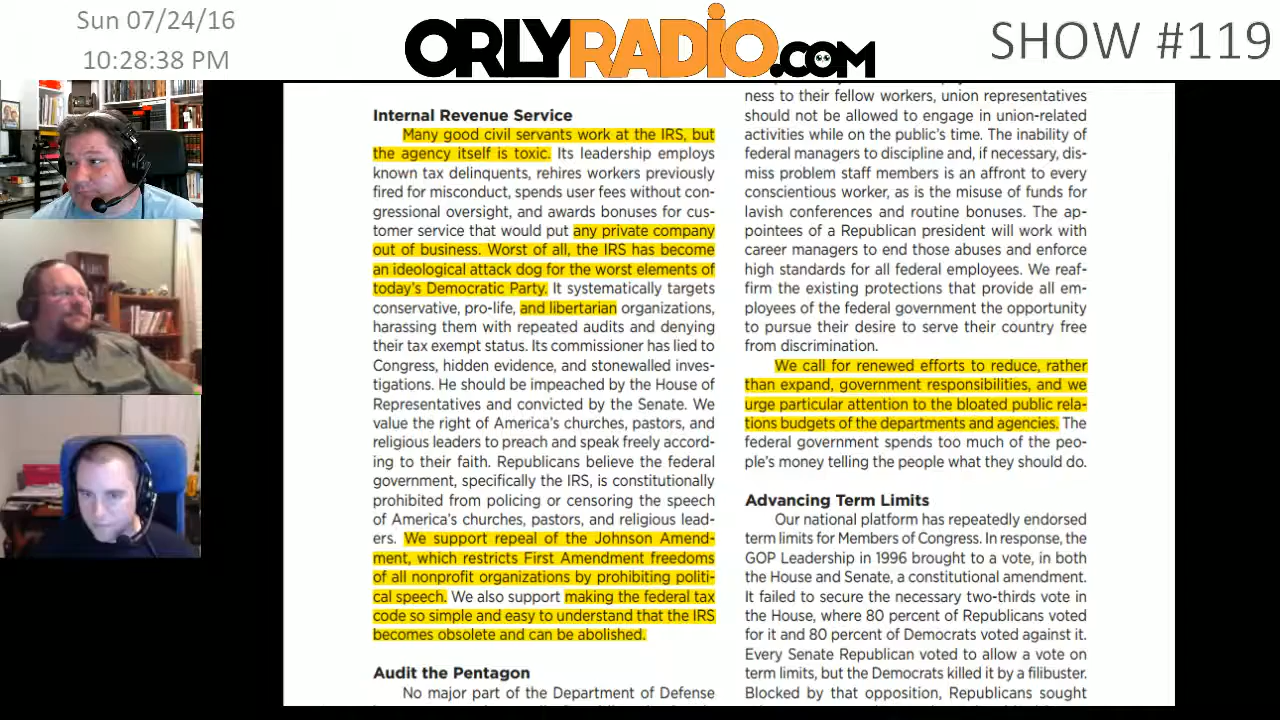 Sun 07/24/16
10:28:38 PM
ORLYRADIO.COM
SHOW #119
Internal Revenue Service
Many good civil servants work at the IRS, but
the agency itself is toxic. Its leadership employs
known tax delinquents, rehires workers previously
fired for misconduct, spends user fees without con-
gressional oversight, and awards bonuses for cus-
tomer service that would put any private company
out of business. Worst of all, the IRS has become
an ideological attack dog for the worst elements of
today's Democratic Party. It systematically targets
conservative, pro-life, and libertarian organizations,
harassing them with repeated audits and denying
their tax exempt status. Its commissioner has lied to
Congress, hidden evidence, and stonewalled inves-
tigations. He should be impeached by the House of
Representatives and convicted by the Senate. We
value the right of America's churches, pastors, and
religious leaders to preach and speak freely accord-
ing to their faith. Republicans believe the federal
government, specifically the IRS, is constitutionally
prohibited from policing or censoring the speech
of America's churches, pastors, and religious lead-
ers. We support repeal of the Johnson Amend-
ment, which restricts First Amendment freedoms
of all nonprofit organizations by prohibiting politi-
cal speech. We also support making the federal tax
code so simple and easy to understand that the IRS
becomes obsolete and can be abolished.
Audit the Pentagon
No major part of the Department of Defense
ness to their fellow workers, union representatives
should not be allowed to engage in union-related
activities while on the public's time. The inability of
federal managers to discipline and, if necessary, dis-
miss problem staff members is an affront to every
conscientious worker, as is the misuse of funds for
lavish conferences and routine bonuses. The ap-
pointees of a Republican president will work with
career managers to end those abuses and enforce
high standards for all federal employees. We reaf-
firm the existing protections that provide all em-
ployees of the federal government the opportunity
to pursue their desire to serve their country free
from discrimination.
We call for renewed efforts to reduce, rather
than expand, government responsibilities, and we
urge particular attention to the bloated public rela-
tions budgets of the departments and agencies. The
federal government spends too much of the peo-
ple's money telling the people what they should do.
Advancing Term Limits
Our national platform has repeatedly endorsed
term limits for Members of Congress. In response, the
GOP Leadership in 1996 brought to a vote, in both
the House and Senate, a constitutional amendment.
It failed to secure the necessary two-thirds vote in
the House, where 80 percent of Republicans voted
for it and 80 percent of Democrats voted against it.
Every Senate Republican voted to allow a vote on
term limits, but the Democrats killed it by a filibuster.
Blocked by that opposition, Republicans sought